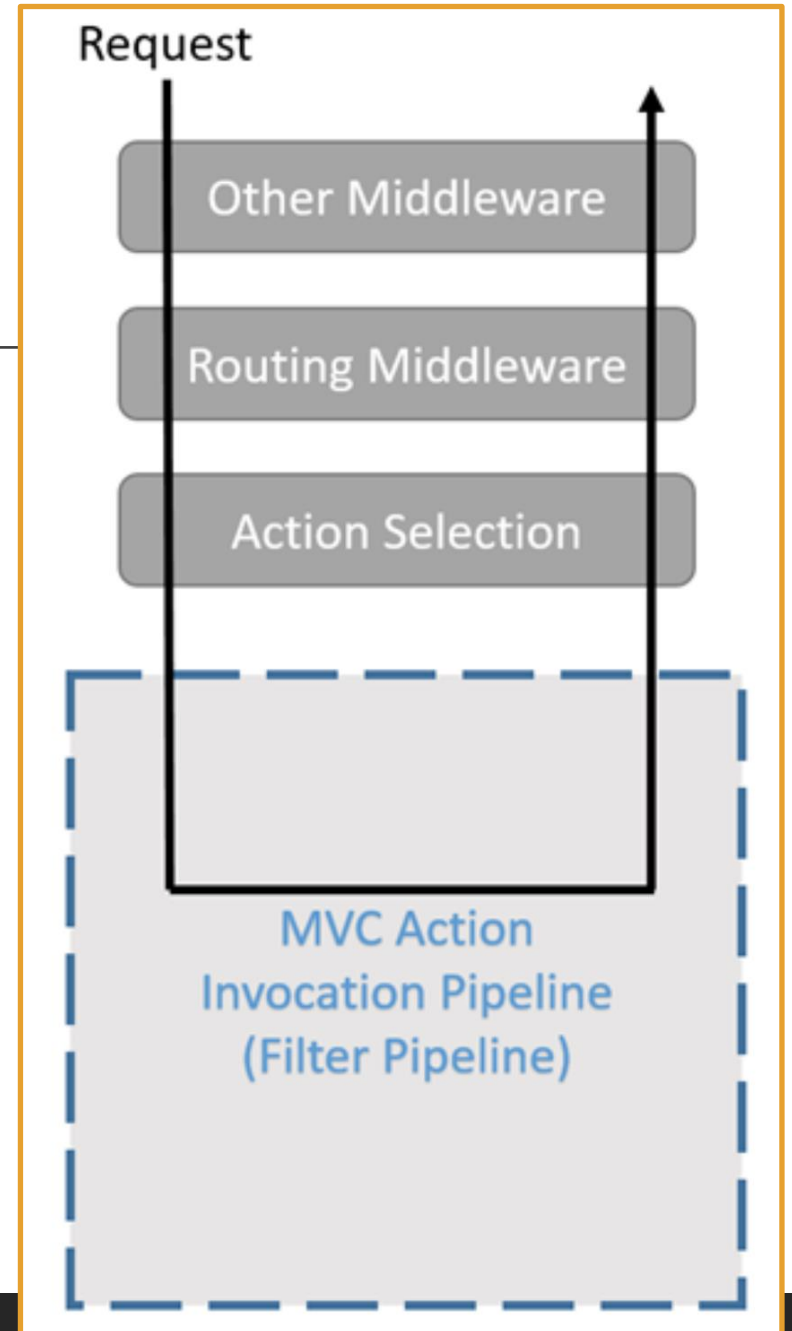 Request
Other Middleware
Routing Middleware
Action Selection
MVC Action
Invocation Pipeline
(Filter Pipeline)